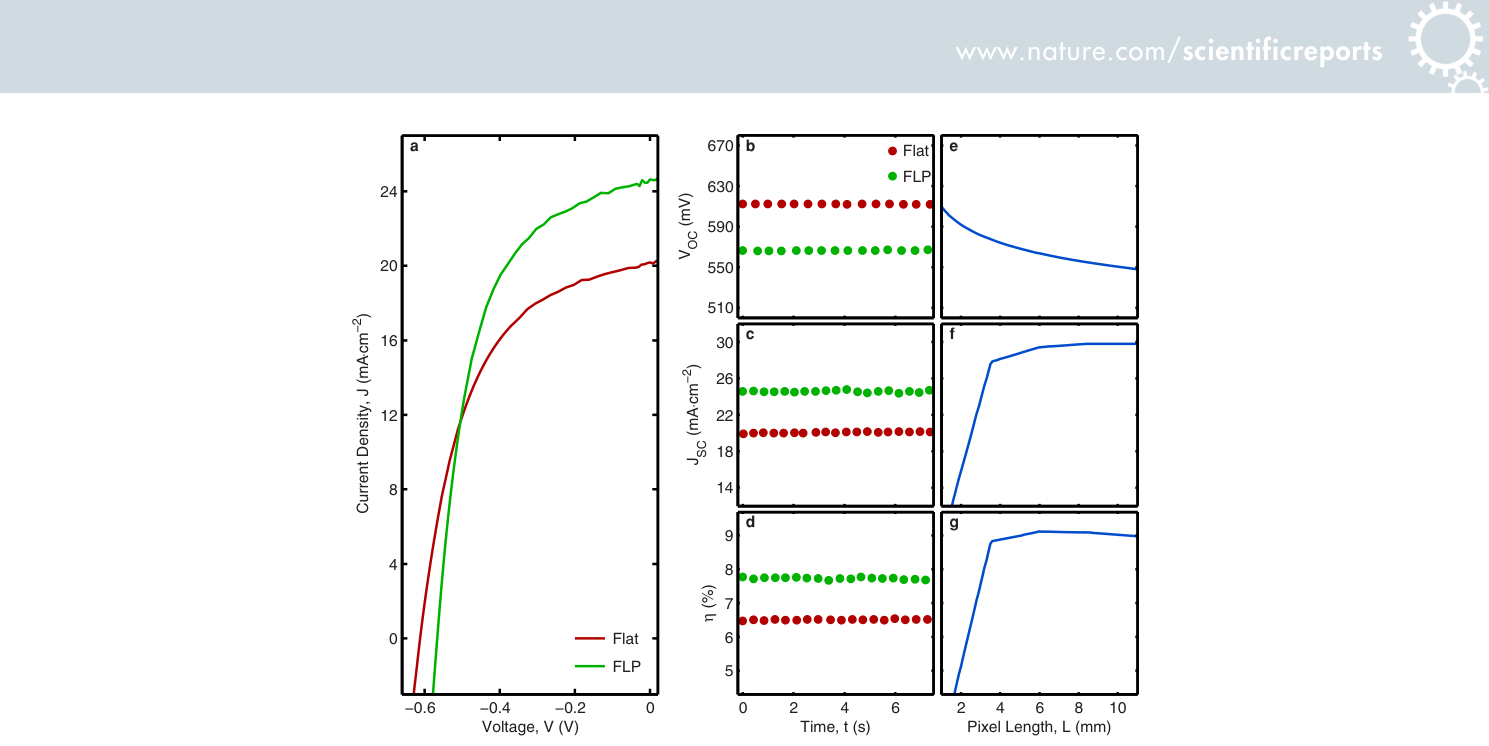 www.nature.com/scientificreports
a
24
20
16
12
8
4
0
Current Density, J (mA·cm−2)
Flat
FLP
−0.6
−0.4
−0.2
0
Voltage, V (V)
b
670
630
590
550
510
VOC (mV)
Flat
FLP
e
c
30
26
22
18
14
JSC (mA·cm−2)
f
d
9
8
7
6
5
η (%)
g
0
2
4
6
Time, t (s)
2
4
6
8
10
Pixel Length, L (mm)